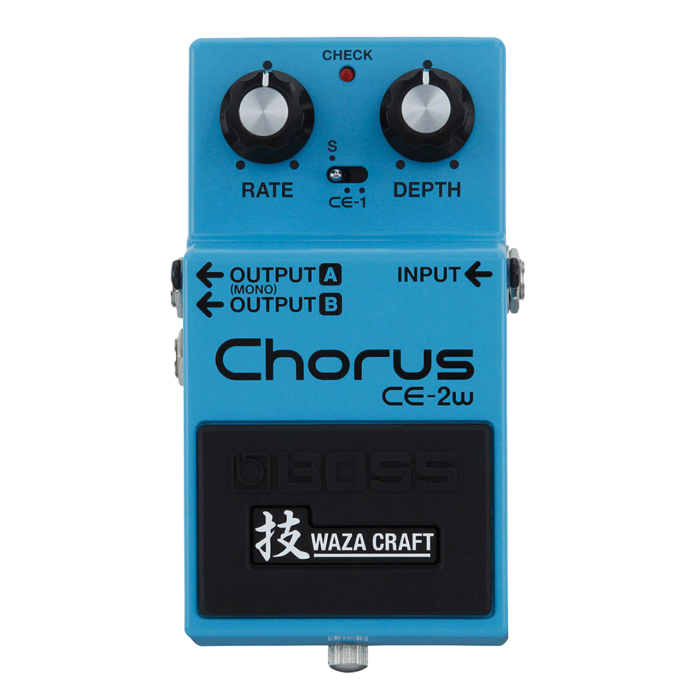 CHECK
S
RATE
DEPTH
CE-1
← OUTPUT A
(MONO)
← OUTPUT B
INPUT ←
Chorus
CE-2w
BOSS
技 WAZA CRAFT